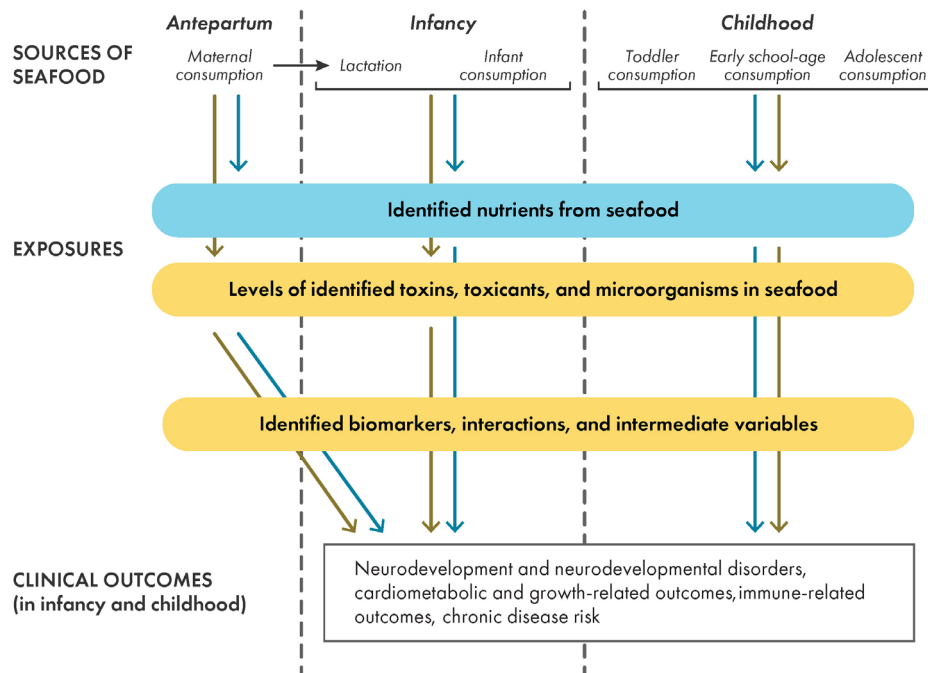 Antepartum
Infancy
Childhood
SOURCES OF
SEAFOOD
Maternal
consumption
Lactation
Infant
consumption
Toddler
consumption
Early school-age
consumption
Adolescent
consumption
Identified nutrients from seafood
EXPOSURES
Levels of identified toxins, toxicants, and microorganisms in seafood
Identified biomarkers, interactions, and intermediate variables
CLINICAL OUTCOMES
(in infancy and childhood)
Neurodevelopment and neurodevelopmental disorders,
cardiometabolic and growth-related outcomes, immune-related
outcomes, chronic disease risk